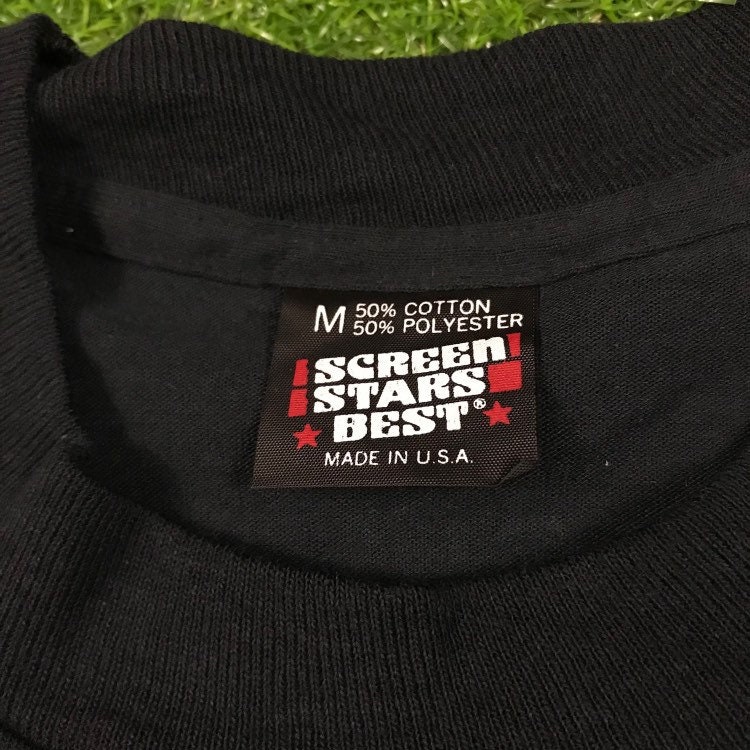 M 50% COTTON
50% POLYESTER
SCREEN
STARS
BEST®
MADE IN U.S.A.